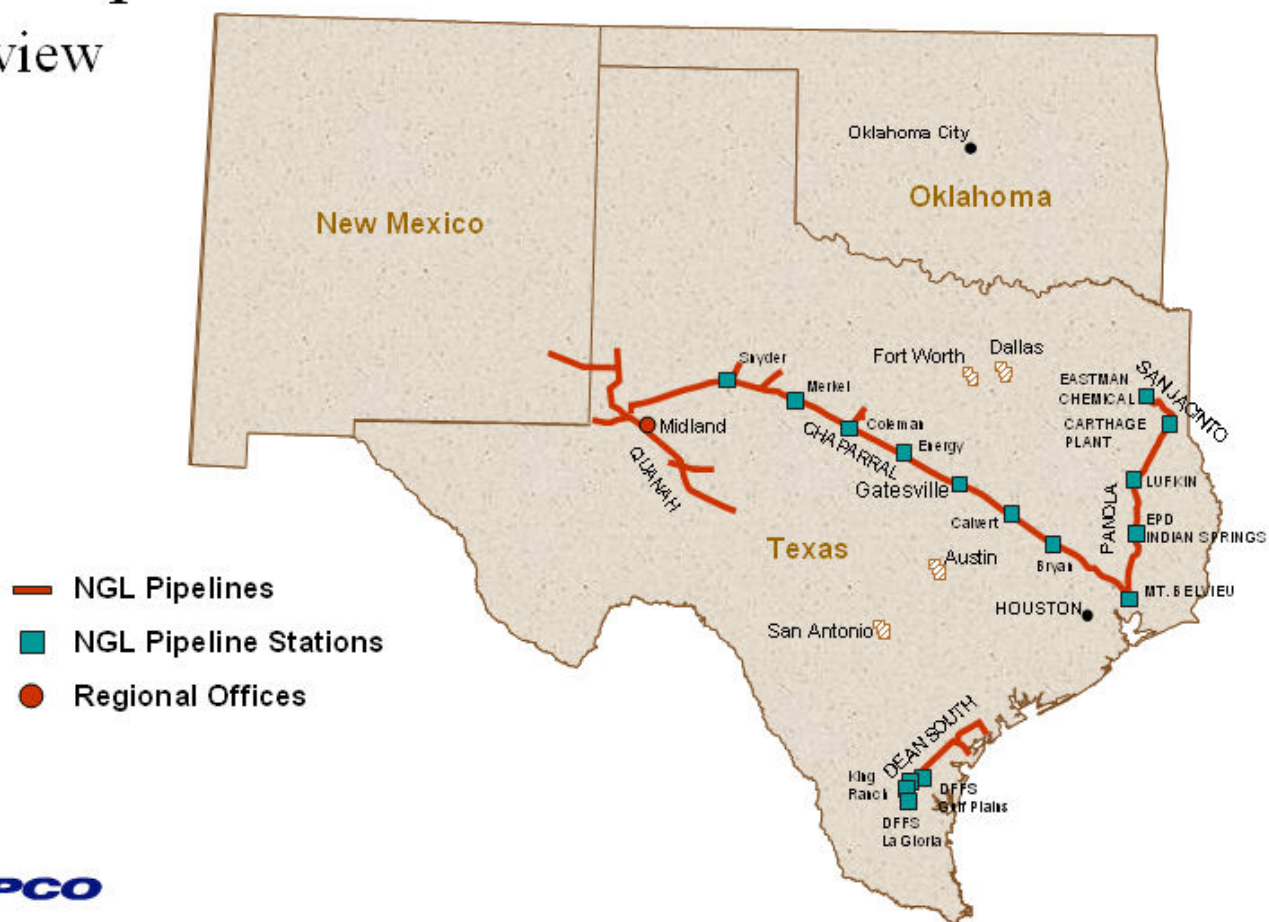 view
Oklahoma City
Oklahoma
New Mexico
Snyder
Fort Worth
Dallas
Merkel
EASTMAN
CHEMICAL
SAN JACINTO
Midland
Coleman
CARTHAGE
PLANT
CHAPARRAL
Energy
QUANAH
Gatesville
LUFKIN
PANOLA
Calvert
EPD
INDIAN SPRINGS
Texas
Austin
Bryan
NGL Pipelines
MT. BELVIEU
HOUSTON
San Antonio
NGL Pipeline Stations
Regional Offices
DEAN SOUTH
King
Ranch
DFFS
Gulf Plains
DFFS
La Gloria
PCO